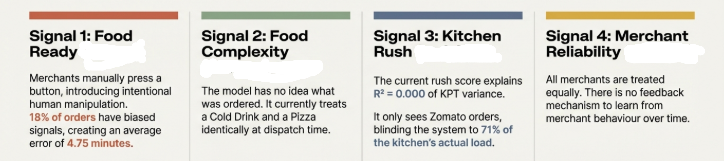 Signal 1: Food
Ready
Merchants manually press a
button, introducing intentional
human manipulation.
18% of orders have biased
signals, creating an average
error of 4.75 minutes.
Signal 2: Food
Complexity
The model has no idea what
was ordered. It currently treats
a Cold Drink and a Pizza
identically at dispatch time.
Signal 3: Kitchen
Rush
The current rush score explains
R² = 0.000 of KPT variance.
It only sees Zomato orders,
blinding the system to 71% of
the kitchen's actual load.
Signal 4: Merchant
Reliability
All merchants are treated
equally. There is no feedback
mechanism to learn from
merchant behaviour over time.